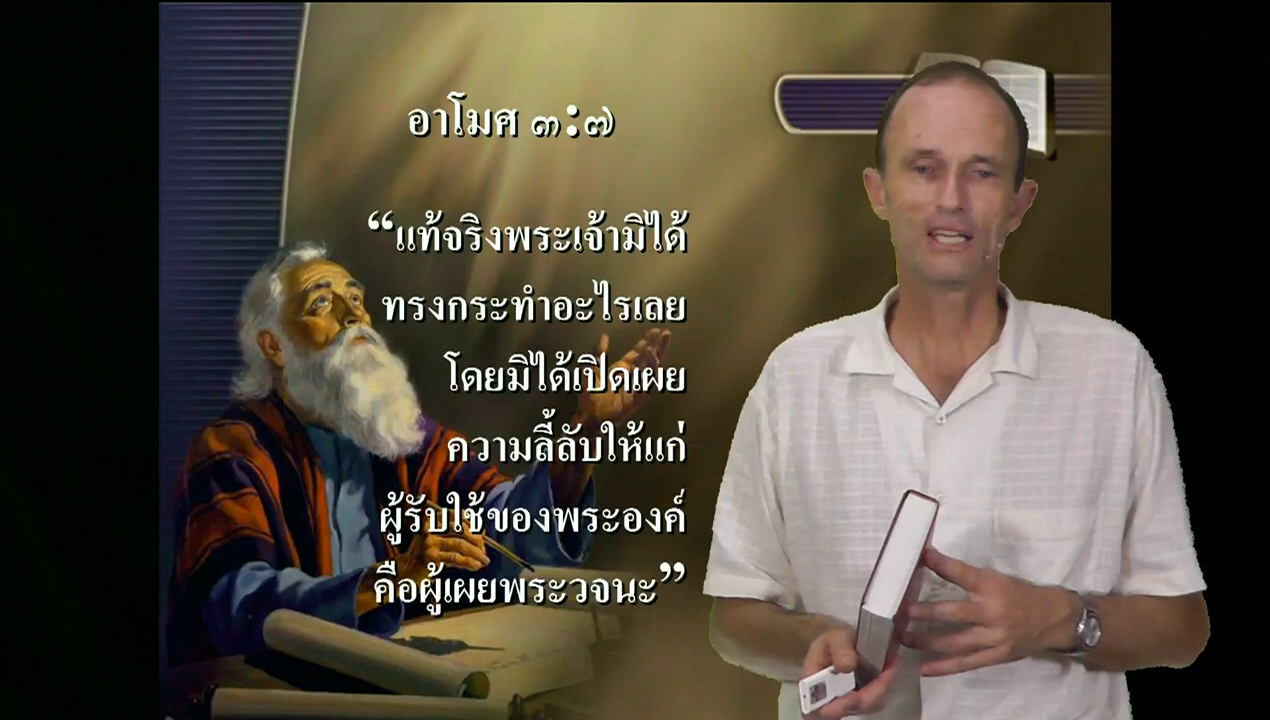 อาโมศ ๓:๗
“แท้จริงพระเจ้ามิได้
ทรงกระทำอะไรเลย
โดยมิได้เปิดเผย
ความลี้ลับให้แก่
ผู้รับใช้ของพระองค์
คือผู้เผยพระวจนะ”